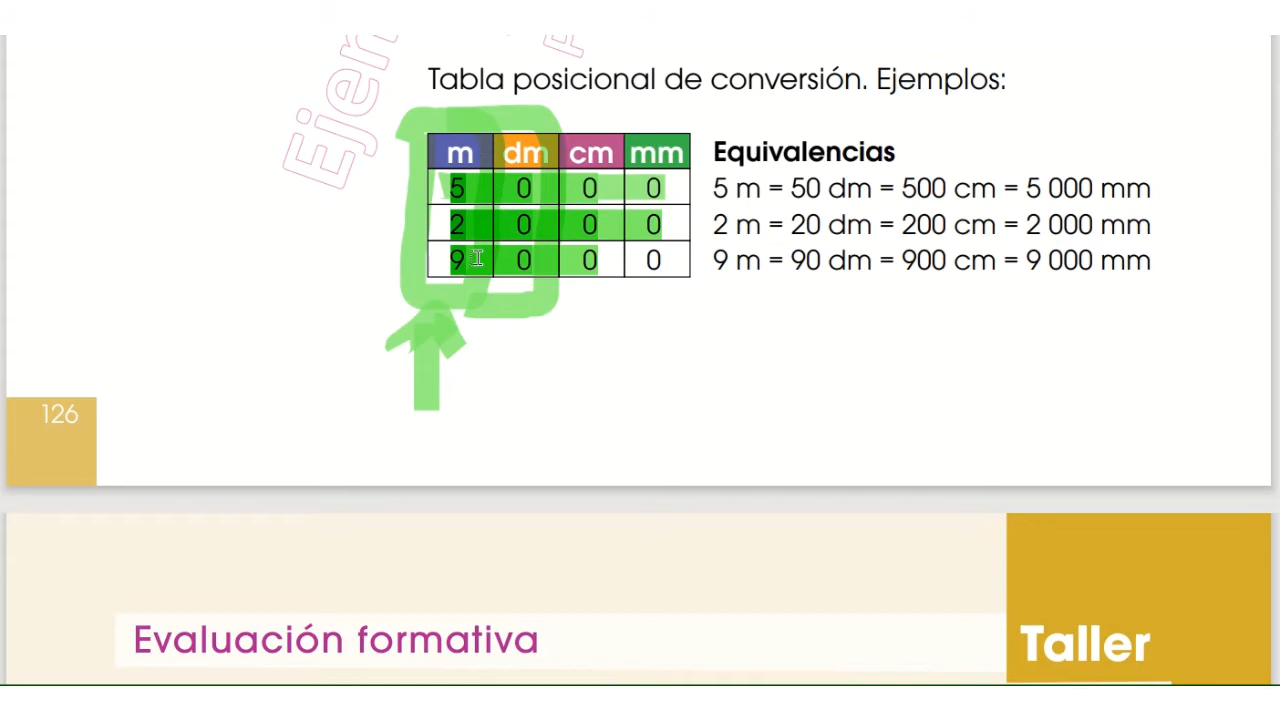 Ejem
Tabla posicional de conversión. Ejemplos:
m dm cm mm Equivalencias
5 0 0 0 5 m = 50 dm = 500 cm = 5 000 mm
2 0 0 0 2 m = 20 dm = 200 cm = 2 000 mm
9 0 0 0 9 m = 90 dm = 900 cm = 9 000 mm
126
Evaluación formativa
Taller